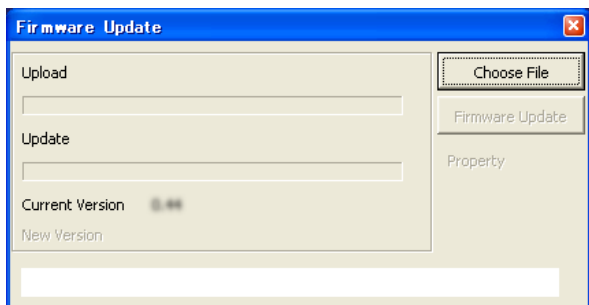 Firmware Update
Upload
Choose File
Firmware Update
Update
Property
Current Version
New Version